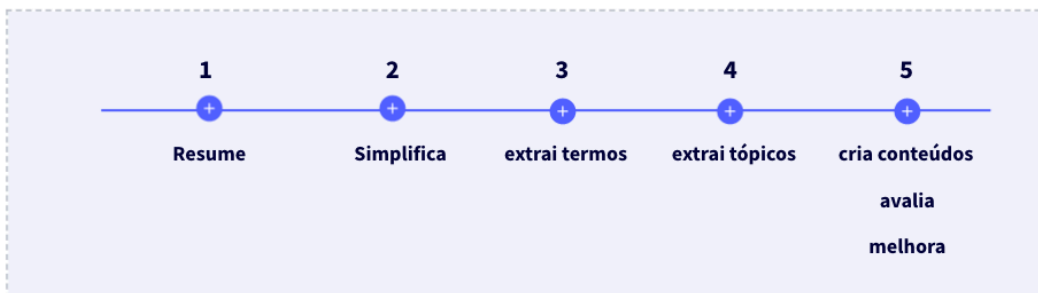 1 2 3 4 5
Resume Simplifica extrai termos extrai tópicos cria conteúdos
avalia
melhora